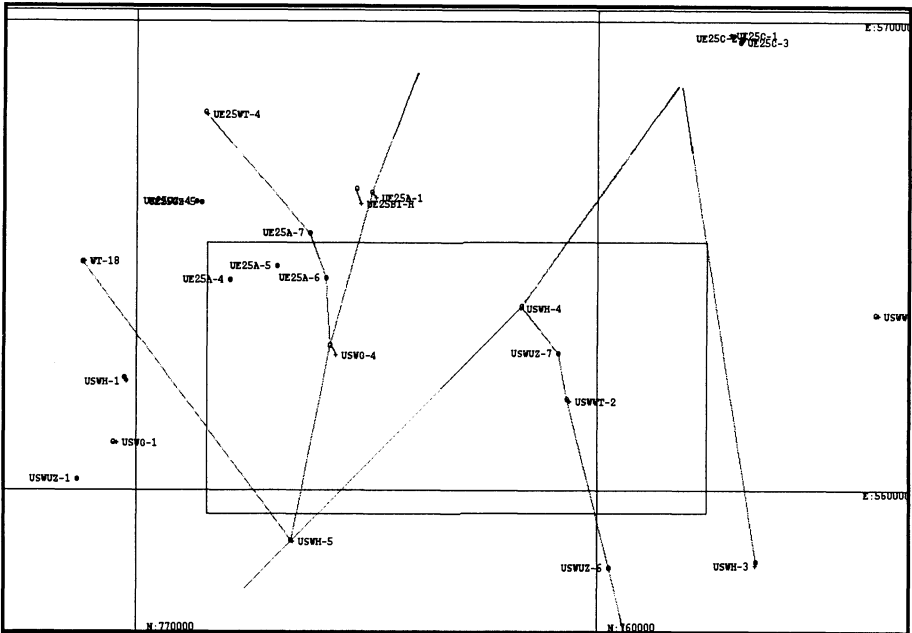 E:570000
UE25C-1
UE25C-3
UE25WT-4
UE25A-1
UE25A-7
WT-18
UE25A-5
UE25A-4
UE25A-6
USWH-4
USWG-4
USWUZ-7
USWH-1
USWWT-2
USWG-1
USWUZ-1
E:560000
USWH-5
USWUZ-6
USWH-3
N:770000
N:760000